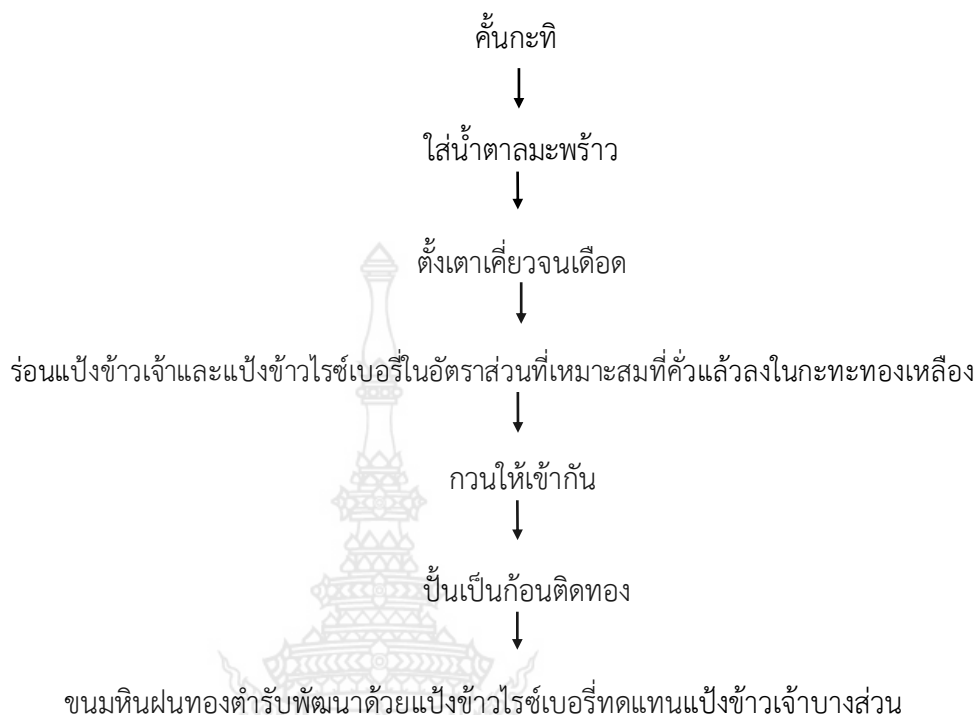 คั้นกะทิ
ใส่น้ำตาลมะพร้าว
ตั้งเตาเคี่ยวจนเดือด
ร่อนแป้งข้าวเจ้าและแป้งข้าวไรซ์เบอรี่ในอัตราส่วนที่เหมาะสมที่คั่วแล้วลงในกะทะทองเหลือง
กวนให้เข้ากัน
ปั้นเป็นก้อนติดทอง
ขนมหินฝนทองตำรับพัฒนาด้วยแป้งข้าวไรซ์เบอรี่ทดแทนแป้งข้าวเจ้าบางส่วน